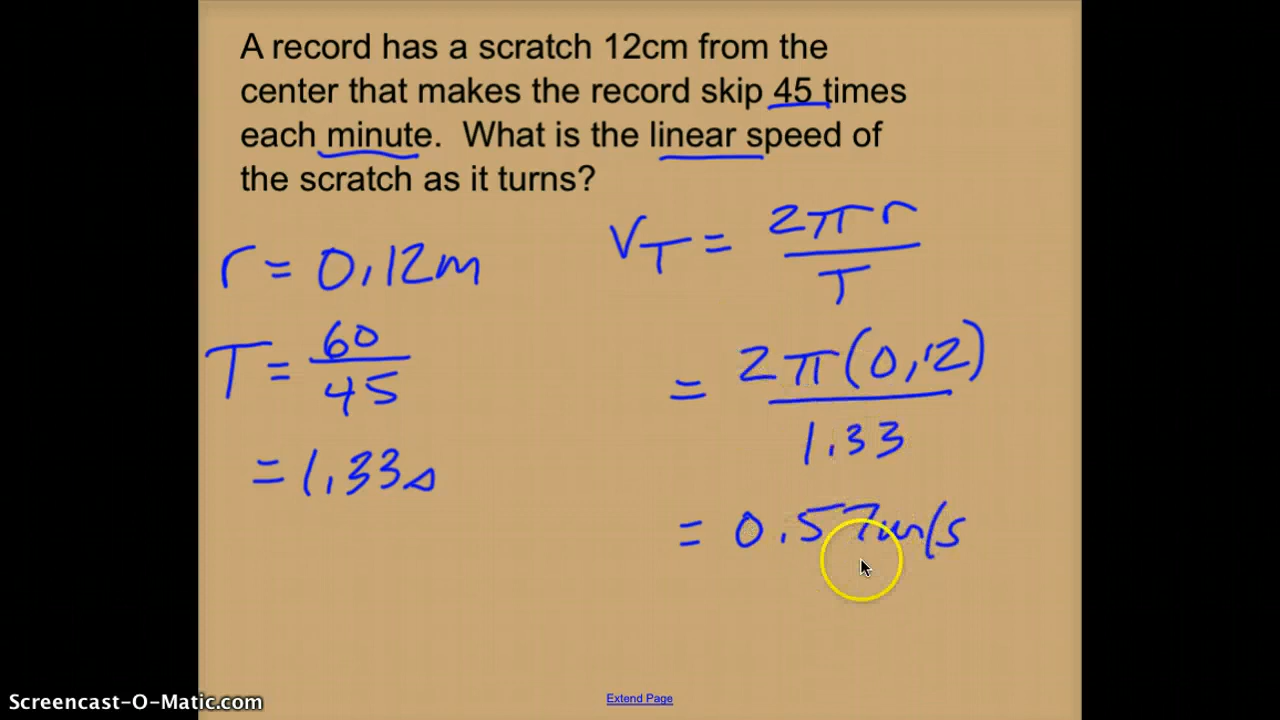 A record has a scratch 12cm from the
center that makes the record skip 45 times
each minute. What is the linear speed of
the scratch as it turns?
r = 0.12m
T = 60/45
= 1.33s
V_T = 2πr/T
= 2π(0.12)/1.33
= 0.57m/s
Extend Page
Screencast-O-Matic.com